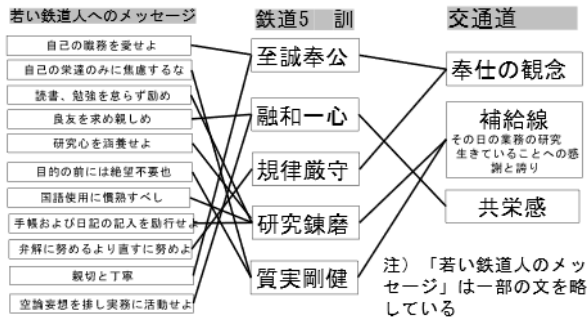 若い鉄道人へのメッセージ
自己の職務を愛せよ
自己の栄達のみに焦慮するな
読書、勉強を怠らず励め
良友を求め親しめ
研究心を涵養せよ
目的の前には絶望不要也
国語使用に慣熟すべし
手帳および日記の記入を励行せよ
弁解に努めるより直すに努めよ
親切と丁寧
空論妄想を排し実務に活動せよ
鉄道5 訓
至誠奉公
融和一心
規律厳守
研究錬磨
質実剛健
交通道
奉仕の観念
補給線
その日の業務の研究
生きていることへの感
謝と誇り
共栄感
注）「若い鉄道人のメッ
セージ」は一部の文を略
している